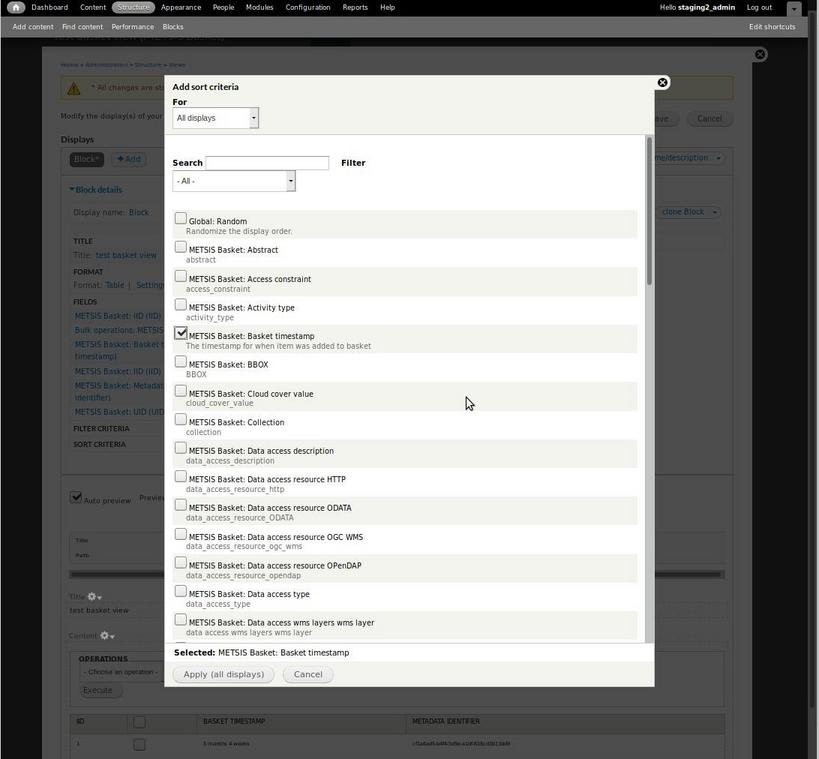 Dashboard Content Structure Appearance People Modules Configuration Reports Help Hello staging2_admin Log out
Add content Find content Performance Blocks Edit shortcuts
Home » Administration » Structure » Views
* All changes are sto
Modify the display(s) of your
ave Cancel
Displays
Block* Add
me/description
Block details
Display name: Block
clone Block
TITLE
Title: test basket view
FORMAT
Format: Table | Settings
FIELDS
METSIS Basket: IID (IID)
Bulk operations: METSIS
METSIS Basket: Basket t
timestamp)
METSIS Basket: IID (IID)
METSIS Basket: Metadat
identifier)
METSIS Basket: UID (UID
FILTER CRITERIA
SORT CRITERIA
Auto preview Preview
Title
Path
Title
test basket view
Content
OPERATIONS
- Choose an operation -
Execute
IID BASKET TIMESTAMP METADATA IDENTIFIER
1 5 months 4 weeks
Add sort criteria
For
All displays
Search Filter
- All -
Global: Random
Randomize the display order.
METSIS Basket: Abstract
abstract
METSIS Basket: Access constraint
access_constraint
METSIS Basket: Activity type
activity_type
METSIS Basket: Basket timestamp
The timestamp for when item was added to basket
METSIS Basket: BBOX
BBOX
METSIS Basket: Cloud cover value
cloud_cover_value
METSIS Basket: Collection
collection
METSIS Basket: Data access description
data_access_description
METSIS Basket: Data access resource HTTP
data_access_resource_http
METSIS Basket: Data access resource ODATA
data_access_resource_ODATA
METSIS Basket: Data access resource OGC WMS
data_access_resource_ogc_wms
METSIS Basket: Data access resource OPenDAP
data_access_resource_opendap
METSIS Basket: Data access type
data_access_type
METSIS Basket: Data access wms layers wms layer
data access wms layers wms layer
Selected: METSIS Basket: Basket timestamp
Apply (all displays) Cancel